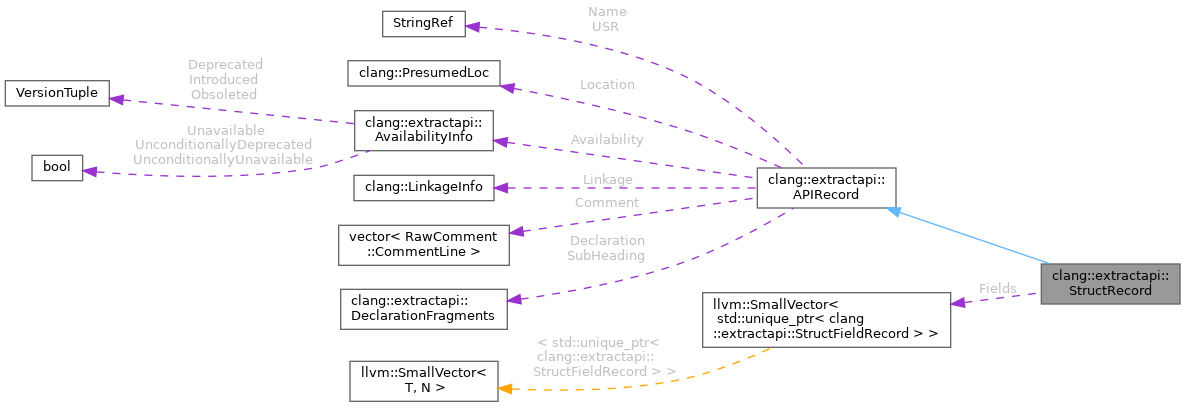 StringRef
Name
USR
clang::PresumedLoc
Location
Deprecated
Introduced
Obsoleted
VersionTuple
clang::extractapi::
AvailabilityInfo
Availability
Unavailable
UnconditionallyDeprecated
UnconditionallyUnavailable
bool
clang::LinkageInfo
Linkage
clang::extractapi::
APIRecord
Comment
vector< RawComment
::CommentLine >
Declaration
SubHeading
clang::extractapi::
StructRecord
Fields
clang::extractapi::
DeclarationFragments
llvm::SmallVector<
std::unique_ptr< clang
::extractapi::StructFieldRecord > >
< std::unique_ptr<
clang::extractapi::
StructFieldRecord > >
llvm::SmallVector<
T, N >